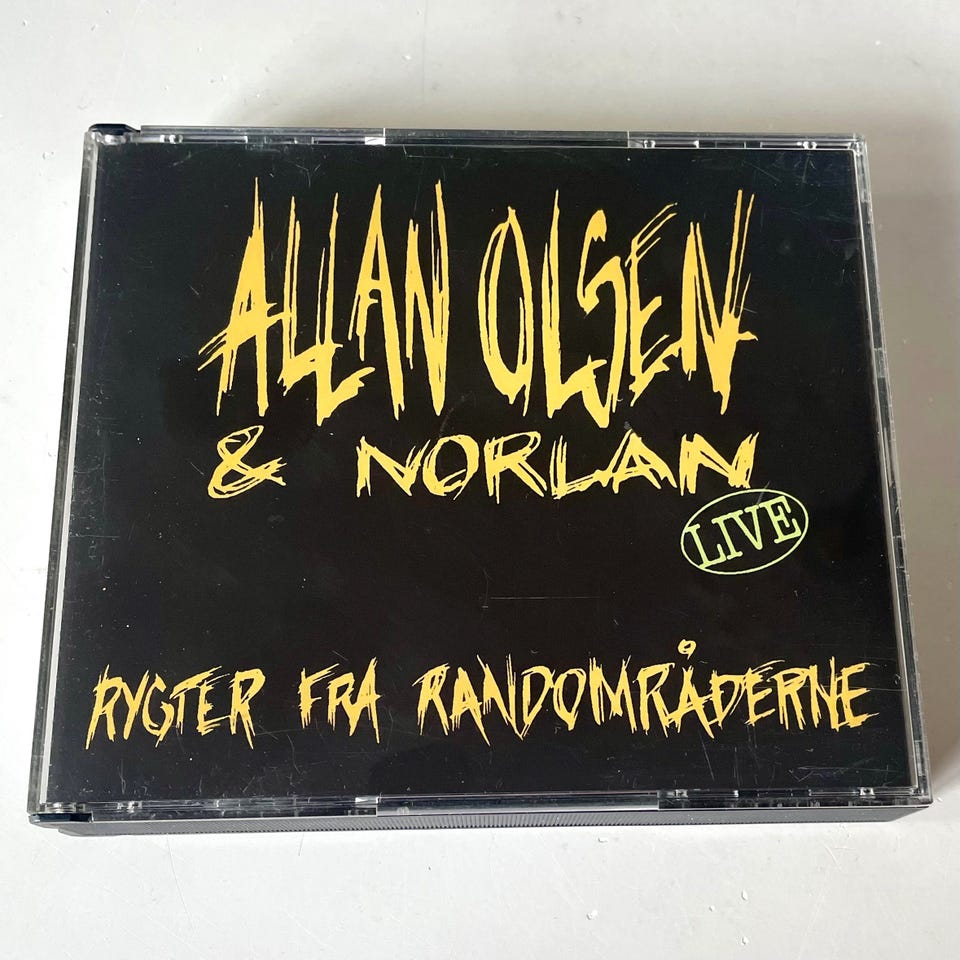 ALLAN OLSEN
& NORLAN
LIVE
RYGTER FRA RANDOMRÅDERNE